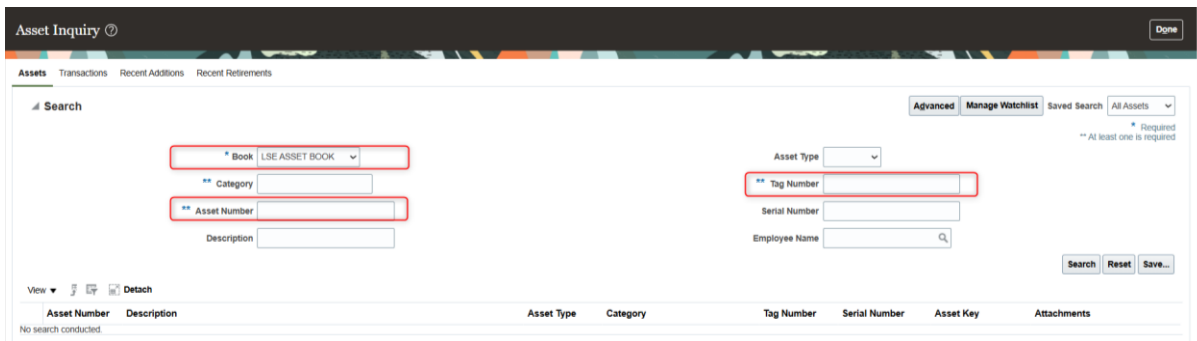 Asset Inquiry ?
Done
Assets Transactions Recent Additions Recent Retirements
Search
Advanced Manage Watchlist Saved Search All Assets
* Required
** At least one is required
* Book LSE ASSET BOOK
Asset Type
** Category
** Tag Number
** Asset Number
Serial Number
Description
Employee Name
Search Reset Save...
View Detach
Asset Number Description Asset Type Category Tag Number Serial Number Asset Key Attachments
No search conducted.